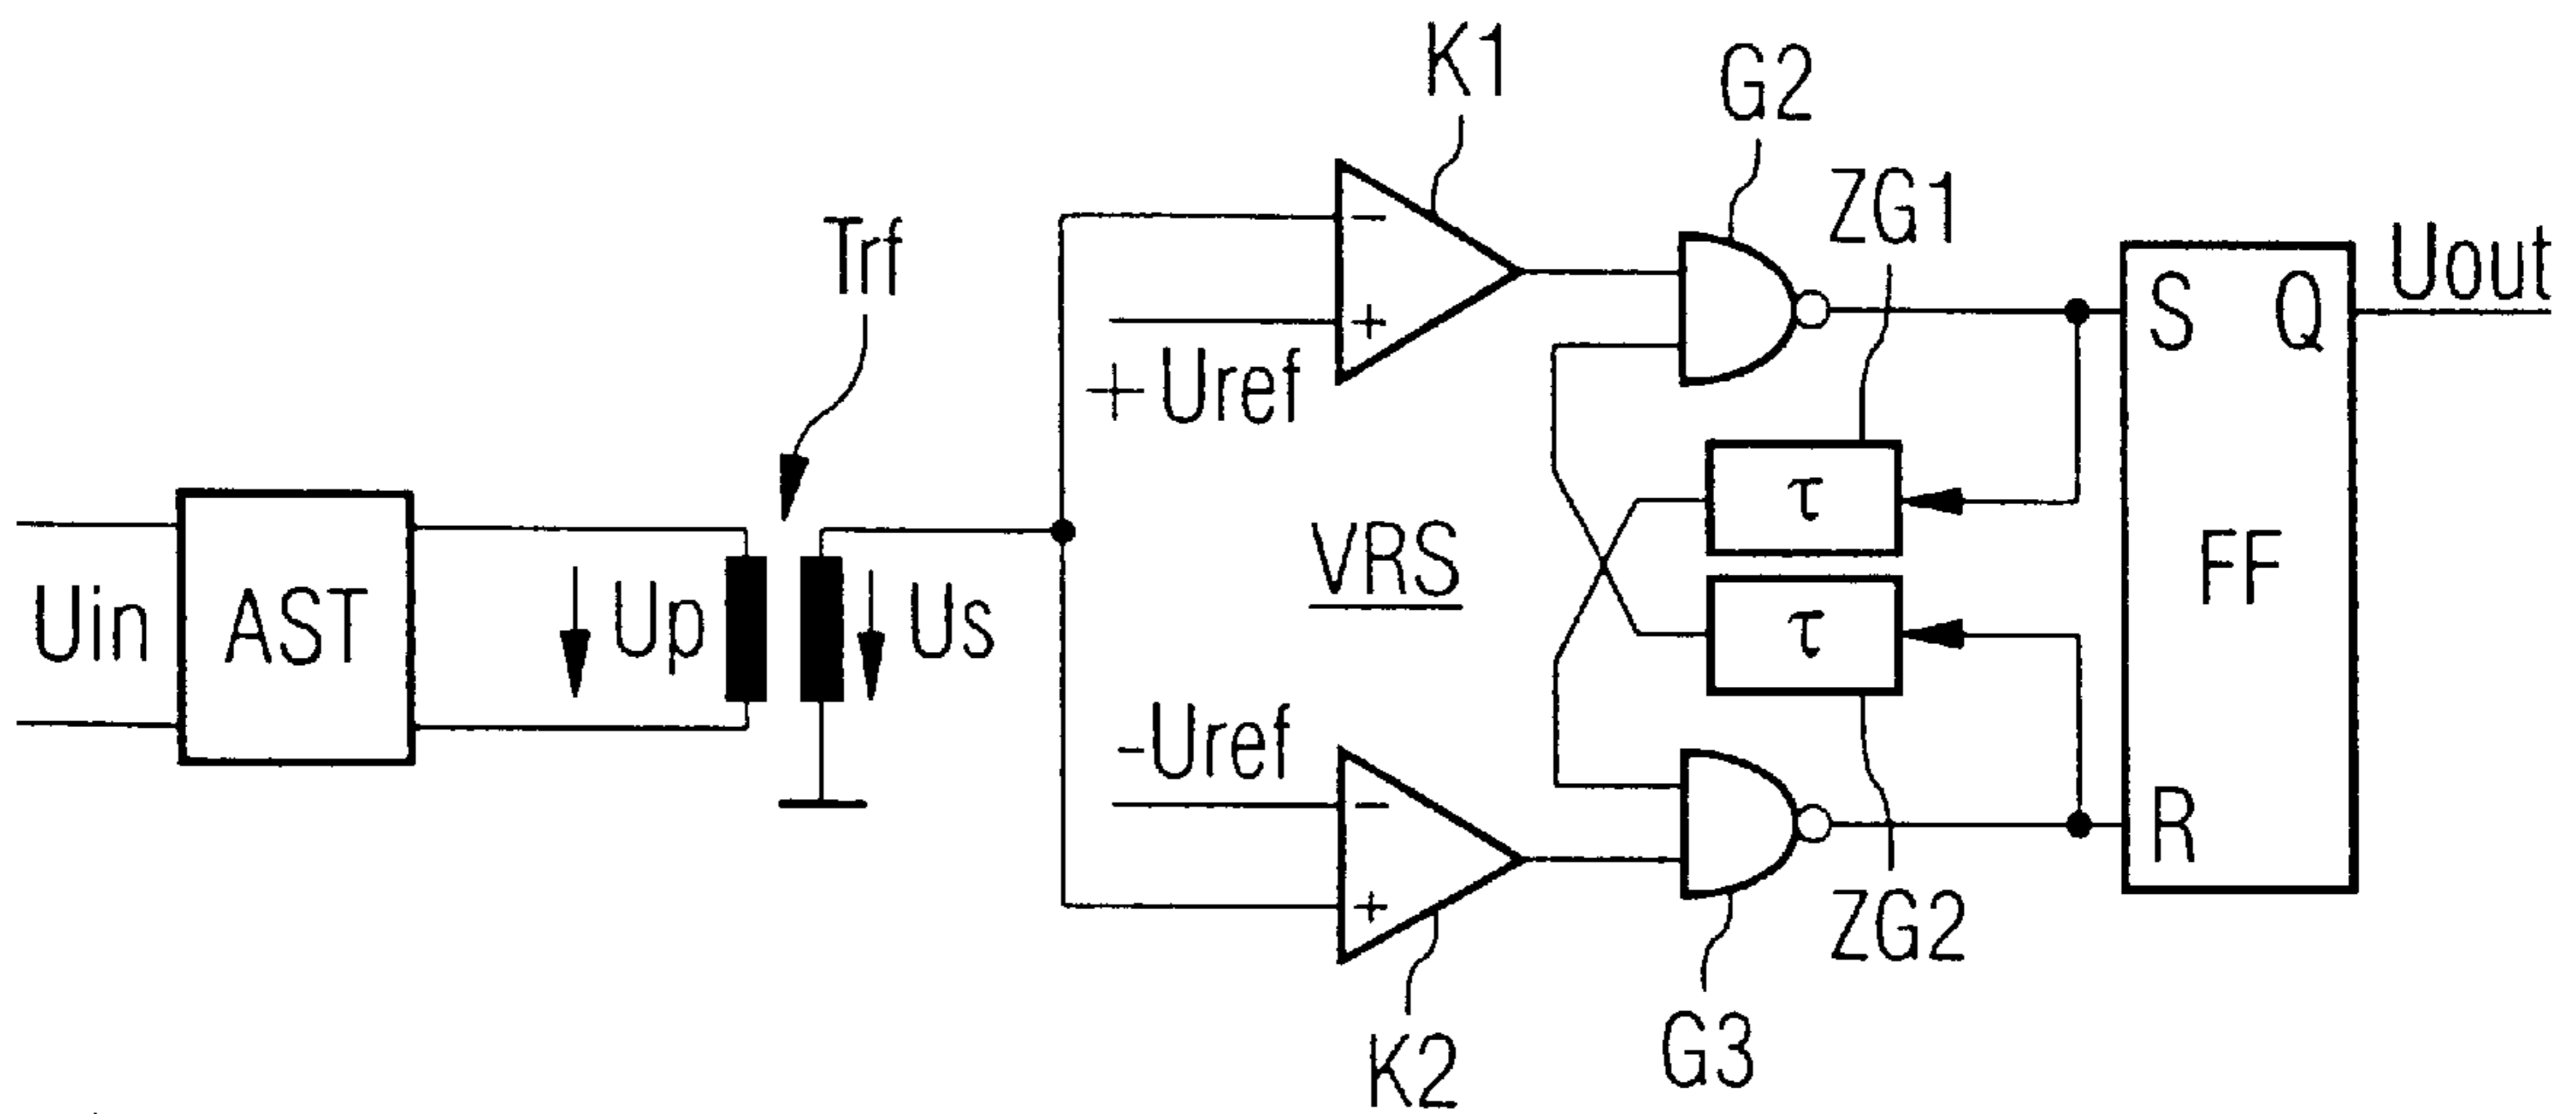 K1
G2
ZG1
Trf
− 
+
+Uref
S Q
Uout
τ
VRS
FF
Uin
AST
Up
Us
τ
-Uref
−
+
R
ZG2
G3
K2